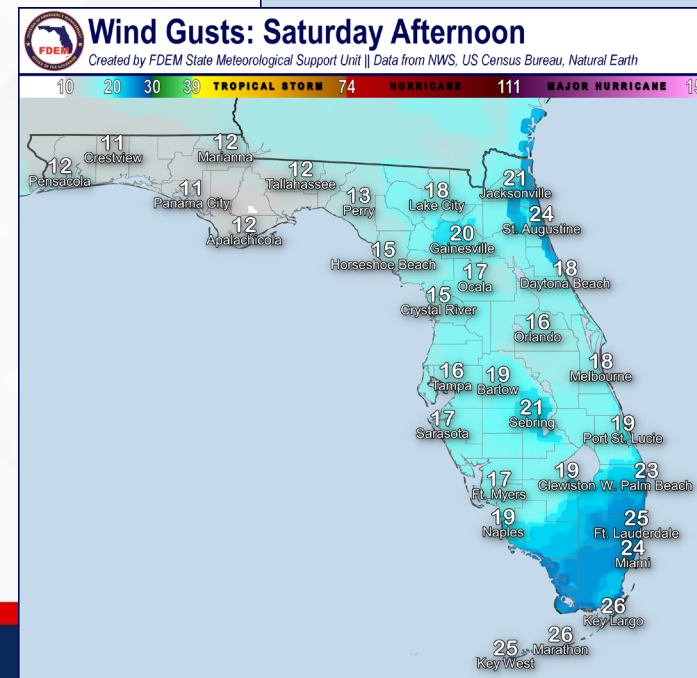 Wind Gusts: Saturday Afternoon
FDEM
Created by FDEM State Meteorological Support Unit || Data from NWS, US Census Bureau, Natural Earth
10 20 30 39 TROPICAL STORM 74 HURRICANE 111 MAJOR HURRICANE
11
Crestview
12
Marianna
12
Pensacola
12
Tallahassee
11
Panama City
13
Perry
18
Lake City
21
Jacksonville
12
Apalachicola
24
St. Augustine
20
Gainesville
15
Horseshoe Beach
17
Ocala
18
Daytona Beach
15
Crystal River
16
Orlando
16
Tampa
19
Bartow
18
Melbourne
21
Sebring
17
Sarasota
19
Port St. Lucie
17
Ft. Myers
19
Clewiston
23
W. Palm Beach
19
Naples
25
Ft. Lauderdale
24
Miami
26
Key Largo
26
Marathon
25
Key West